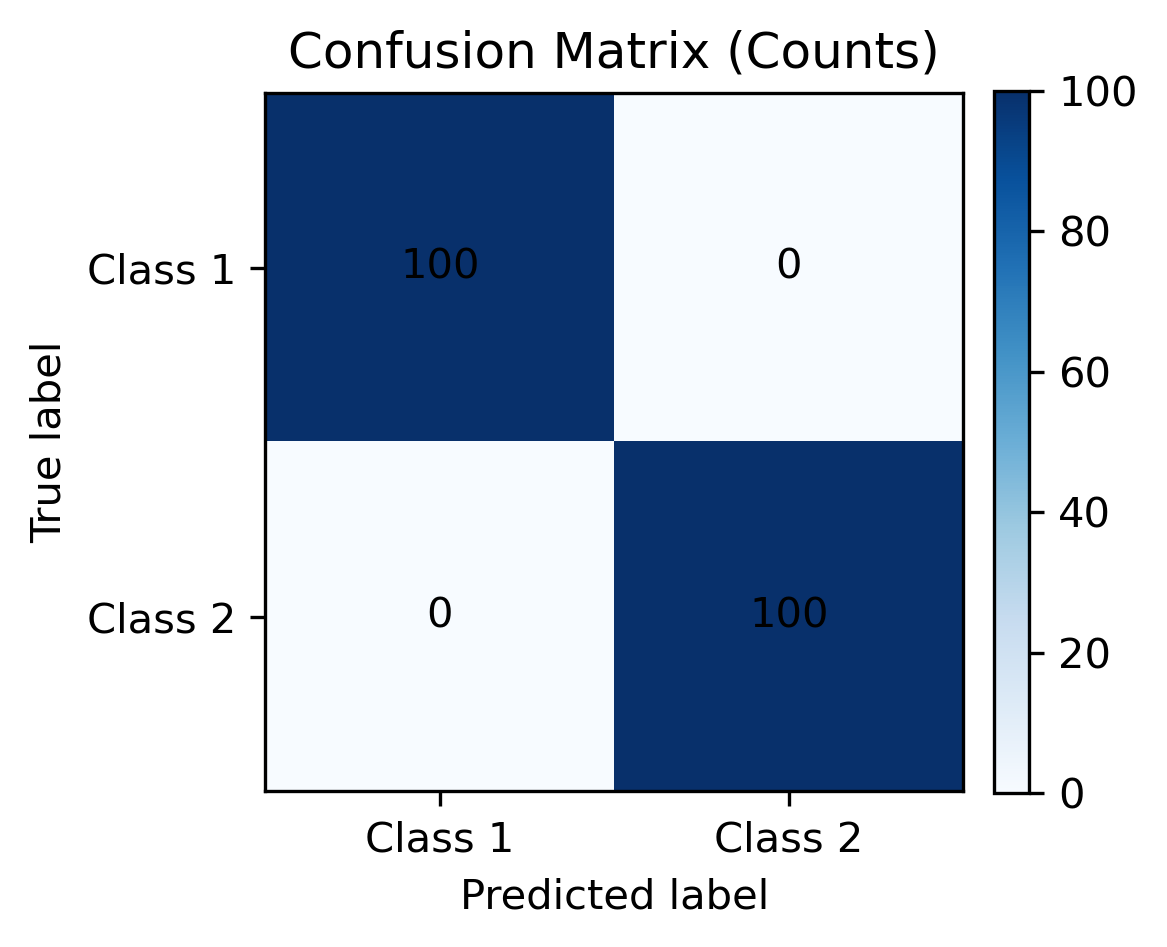 Confusion Matrix (Counts)
100
80
60
40
20
0
True label
Class 1
100
0
Class 2
0
100
Class 1
Class 2
Predicted label